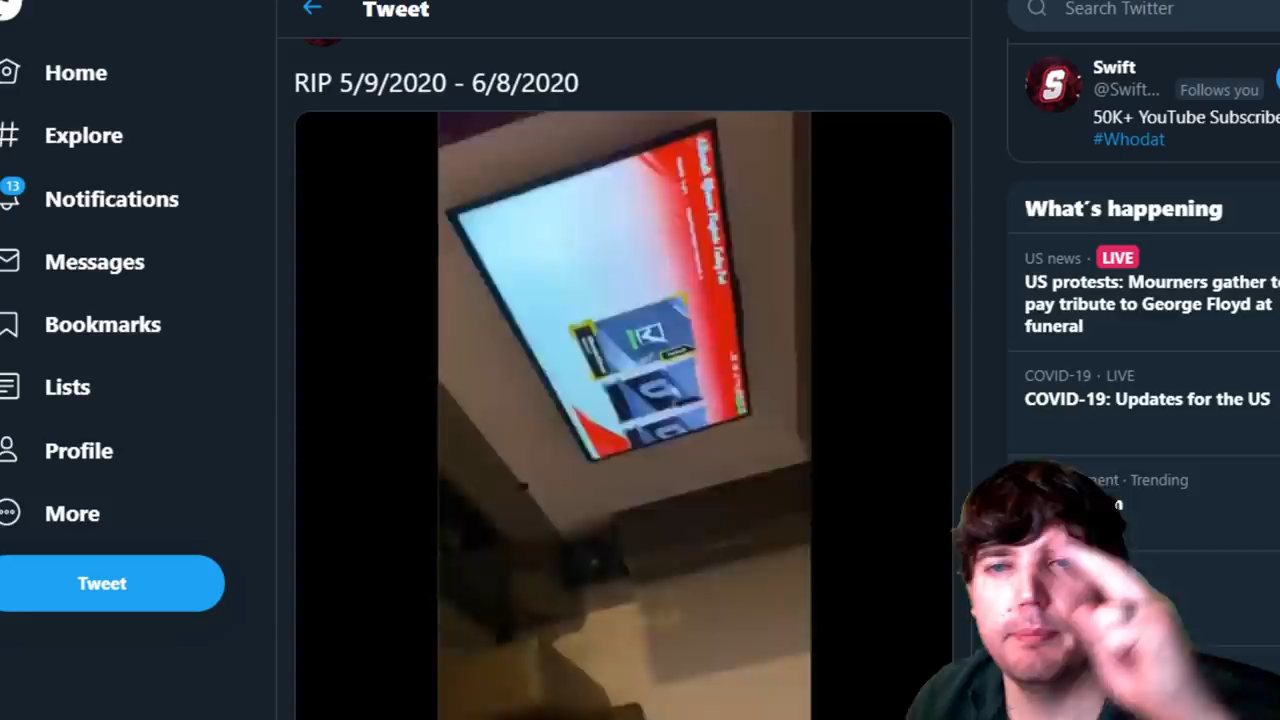 Tweet
Search Twitter
Home
Explore
13
Notifications
Messages
Bookmarks
Lists
Profile
More
Tweet
RIP 5/9/2020 - 6/8/2020
S
Swift
@Swift...
Follows you
50K+ YouTube Subscribe
#Whodat
What's happening
US news · LIVE
US protests: Mourners gather t
pay tribute to George Floyd at
funeral
COVID-19 · LIVE
COVID-19: Updates for the US
ent · Trending